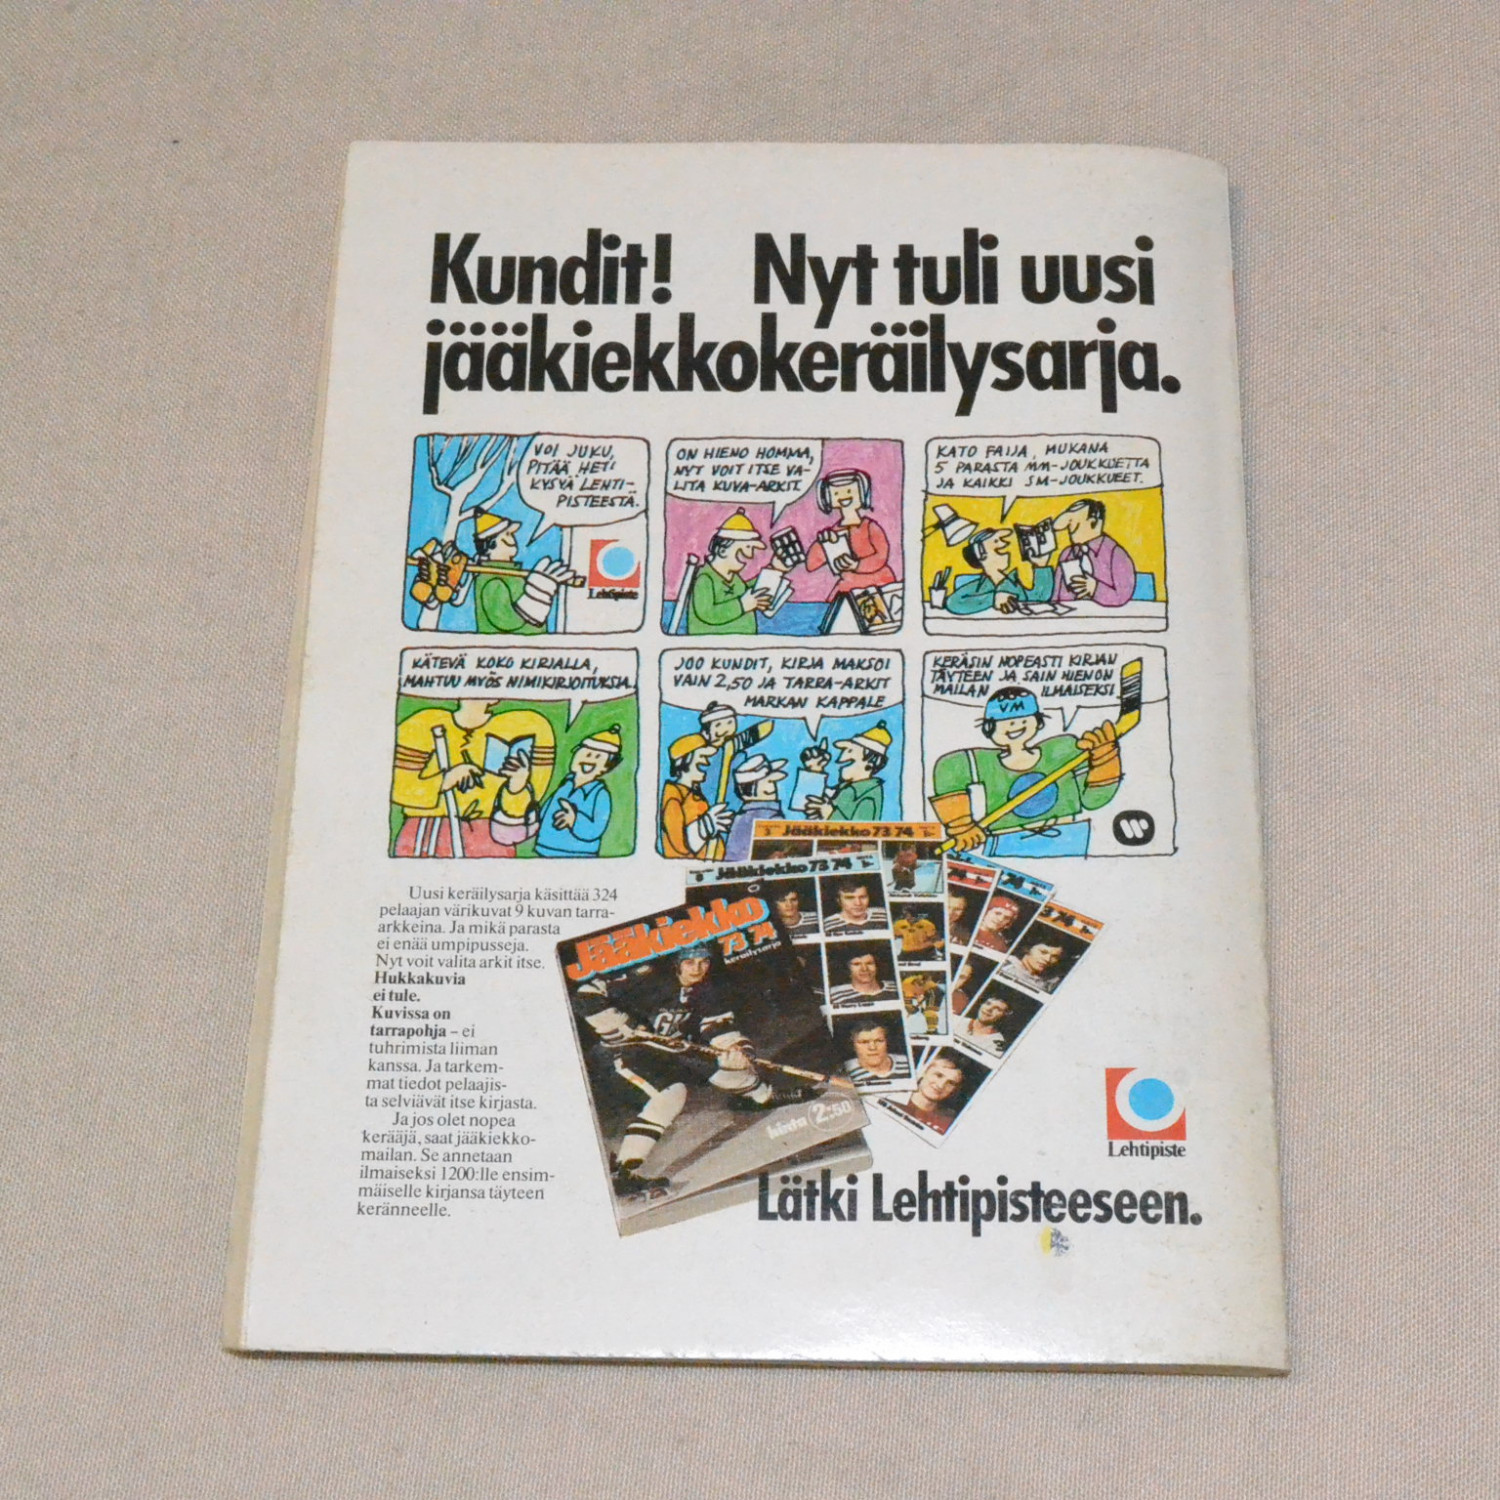 Kundit! Nyt tuli uusi
jääkiekkokeräilysarja.
VOI JUKU,
PITÄÄ HETI
KYSYÄ LEHTI-
PISTEESTÄ.
Lehtipiste
ON HIENO HOMMA,
NYT VOIT ITSE VA-
LITA KUVA-ARKIT.
KATO FAIJA, MUKANA
5 PARASTA MM-JOUKKUETTA
JA KAIKKI SM-JOUKKUEET.
KÄTEVÄ KOKO KIRJALLA,
MAHTUU MYÖS NIMIKIRJOITUKSIA.
JOO KUNDIT, KIRJA MAKSOI
VAIN 2,50 JA TARRA-ARKIT
MARKAN KAPPALE
KERÄSIN NOPEASTI KIRJAN
TÄYTEEN JA SAIN HIENON
MAILAN ILMAISEKSI
VM
Uusi keräilysarja käsittää 324
pelaajan värikuvat 9 kuvan tarra-
arkkeina. Ja mikä parasta
ei enää umpipusseja.
Nyt voit valita arkit itse.
Hukkakuvia
ei tule.
Kuvissa on
tarrapohja – ei
tuhrimista liiman
kanssa. Ja tarkem-
mat tiedot pelaajis-
ta selviävät itse kirjasta.
Ja jos olet nopea
kerääjä, saat jääkiekko-
mailan. Se annetaan
ilmaiseksi 1200:lle ensim-
mäiselle kirjansa täyteen
keränneelle.
Jääkiekko 73 74
Jääkiekko 73 74
Jääkiekko
73 74
keräilysarja
GK
hinta 2:50
Lehtipiste
Lätki Lehtipisteeseen.